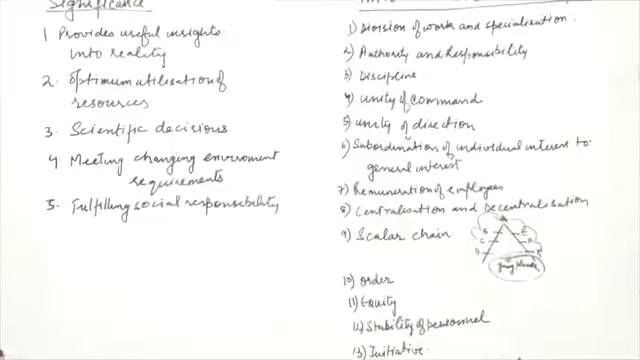 Significance
1 Provides useful insights
into reality
2. Optimum utilisation of
resources
3. Scientific decisions
4. Meeting changing enviroment
requirements
5. Fulfilling social responsibility
1) Division of work and specialisation.
2) Authority and Responsibility
3) Discipline
4) Unity of command
5) Unity of direction
6) Subordination of individual interest to
general interest
7) Remuneration of employees
8) Centralisation and Decentralisation
9) Scalar chain
A
B E
C F
D
gang plank
10) Order
11) Equity
12) Stability of personnel
13) Initiative.